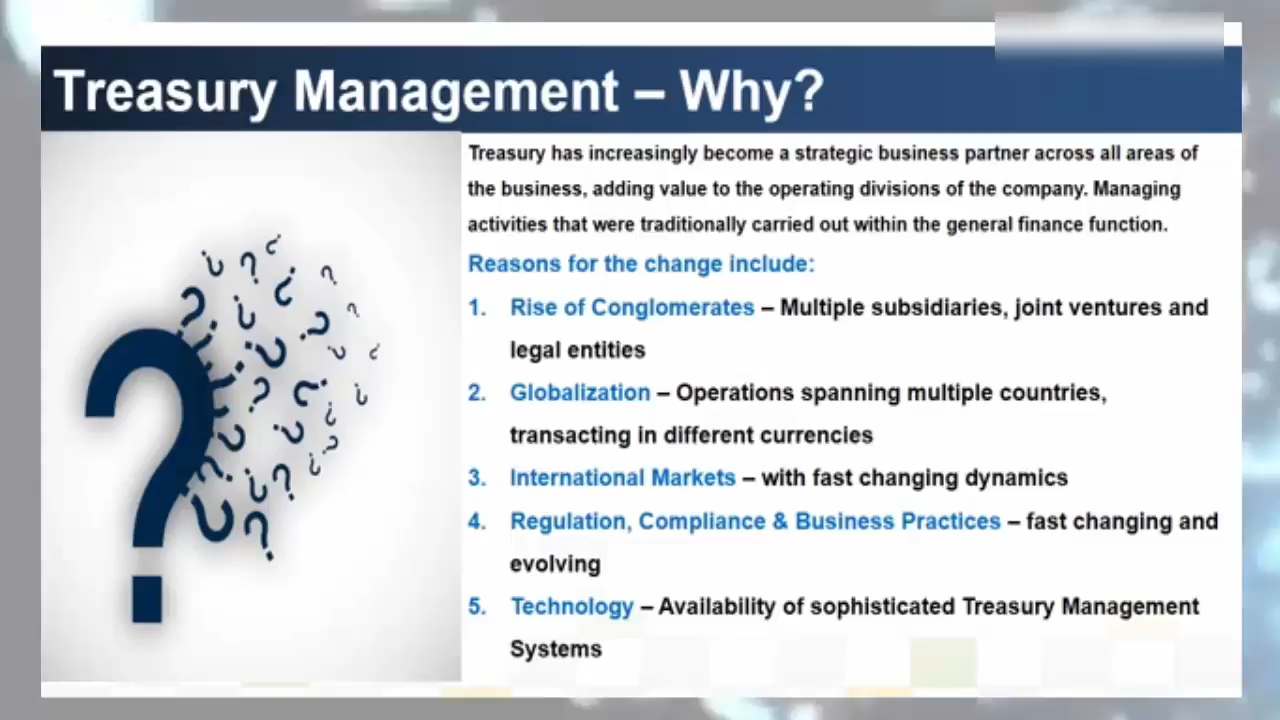 Treasury Management – Why?
Treasury has increasingly become a strategic business partner across all areas of
the business, adding value to the operating divisions of the company. Managing
activities that were traditionally carried out within the general finance function.
Reasons for the change include:
1. Rise of Conglomerates – Multiple subsidiaries, joint ventures and
legal entities
2. Globalization – Operations spanning multiple countries,
transacting in different currencies
3. International Markets – with fast changing dynamics
4. Regulation, Compliance & Business Practices – fast changing and
evolving
5. Technology – Availability of sophisticated Treasury Management
Systems